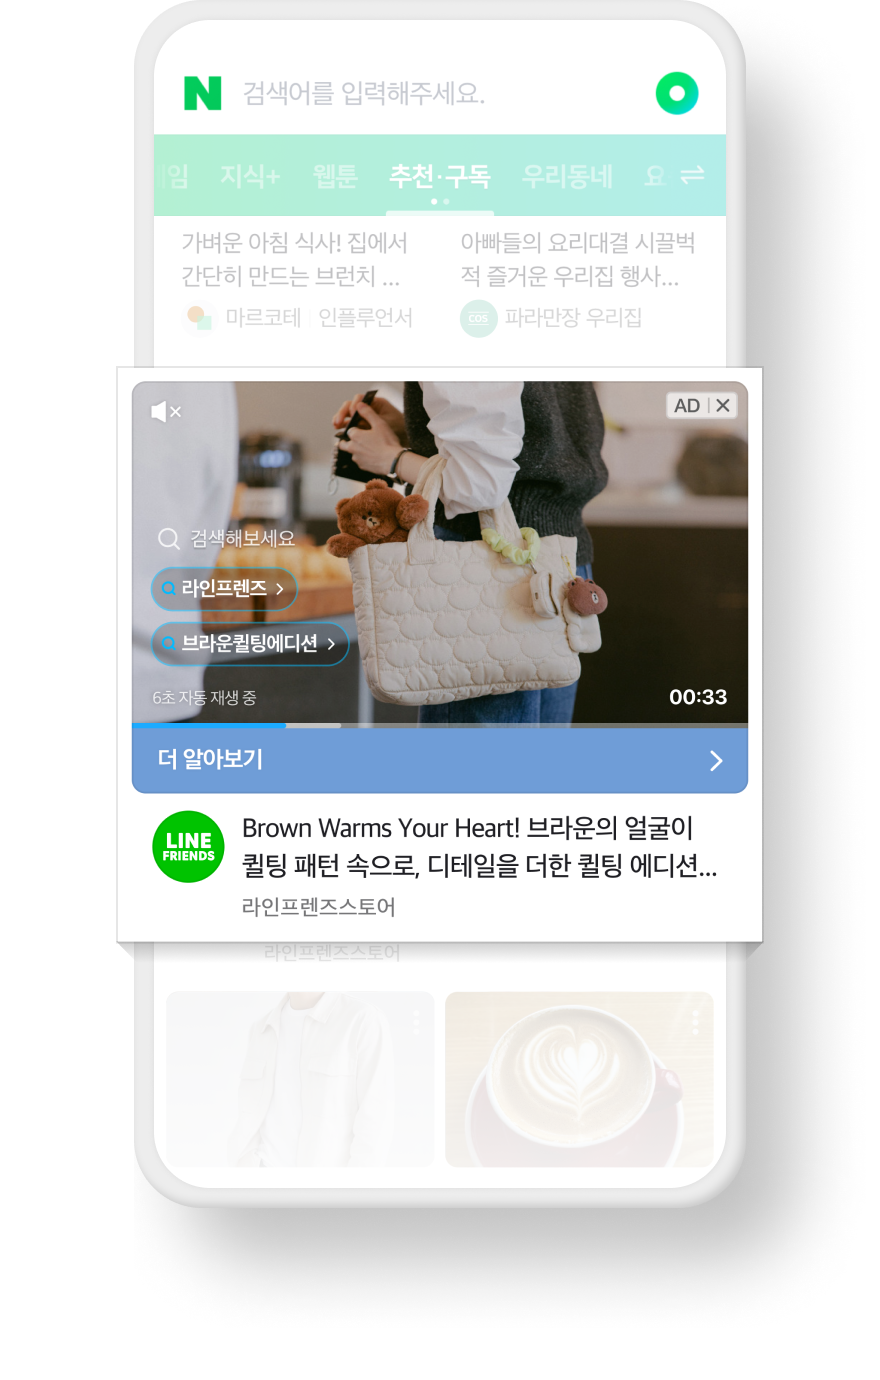 N 검색어를 입력해주세요.
지식+ 웹툰 추천·구독 우리동네 요
가벼운 아침 식사! 집에서
간단히 만드는 브런치 ...
마르코테 | 인플루언서
아빠들의 요리대결 시끌벅
적 즐거운 우리집 행사...
COS 파라만장 우리집
AD
검색해보세요
라인프렌즈
브라운퀼팅에디션
6초 자동 재생 중
00:33
더 알아보기
LINE
FRIENDS
Brown Warms Your Heart! 브라운의 얼굴이
퀼팅 패턴 속으로, 디테일을 더한 퀼팅 에디션...
라인프렌즈스토어
라인프렌즈스토어